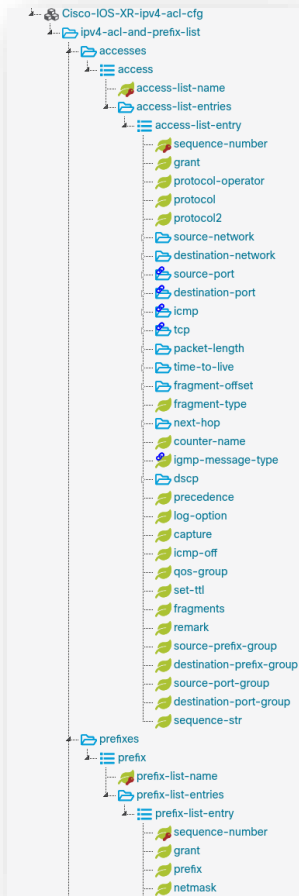 Cisco-IOS-XR-ipv4-acl-cfg
ipv4-acl-and-prefix-list
accesses
access
access-list-name
access-list-entries
access-list-entry
sequence-number
grant
protocol-operator
protocol
protocol2
source-network
destination-network
source-port
destination-port
icmp
tcp
packet-length
time-to-live
fragment-offset
fragment-type
next-hop
counter-name
igmp-message-type
dscp
precedence
log-option
capture
icmp-off
qos-group
set-ttl
fragments
remark
source-prefix-group
destination-prefix-group
source-port-group
destination-port-group
sequence-str
prefixes
prefix
prefix-list-name
prefix-list-entries
prefix-list-entry
sequence-number
grant
prefix
netmask